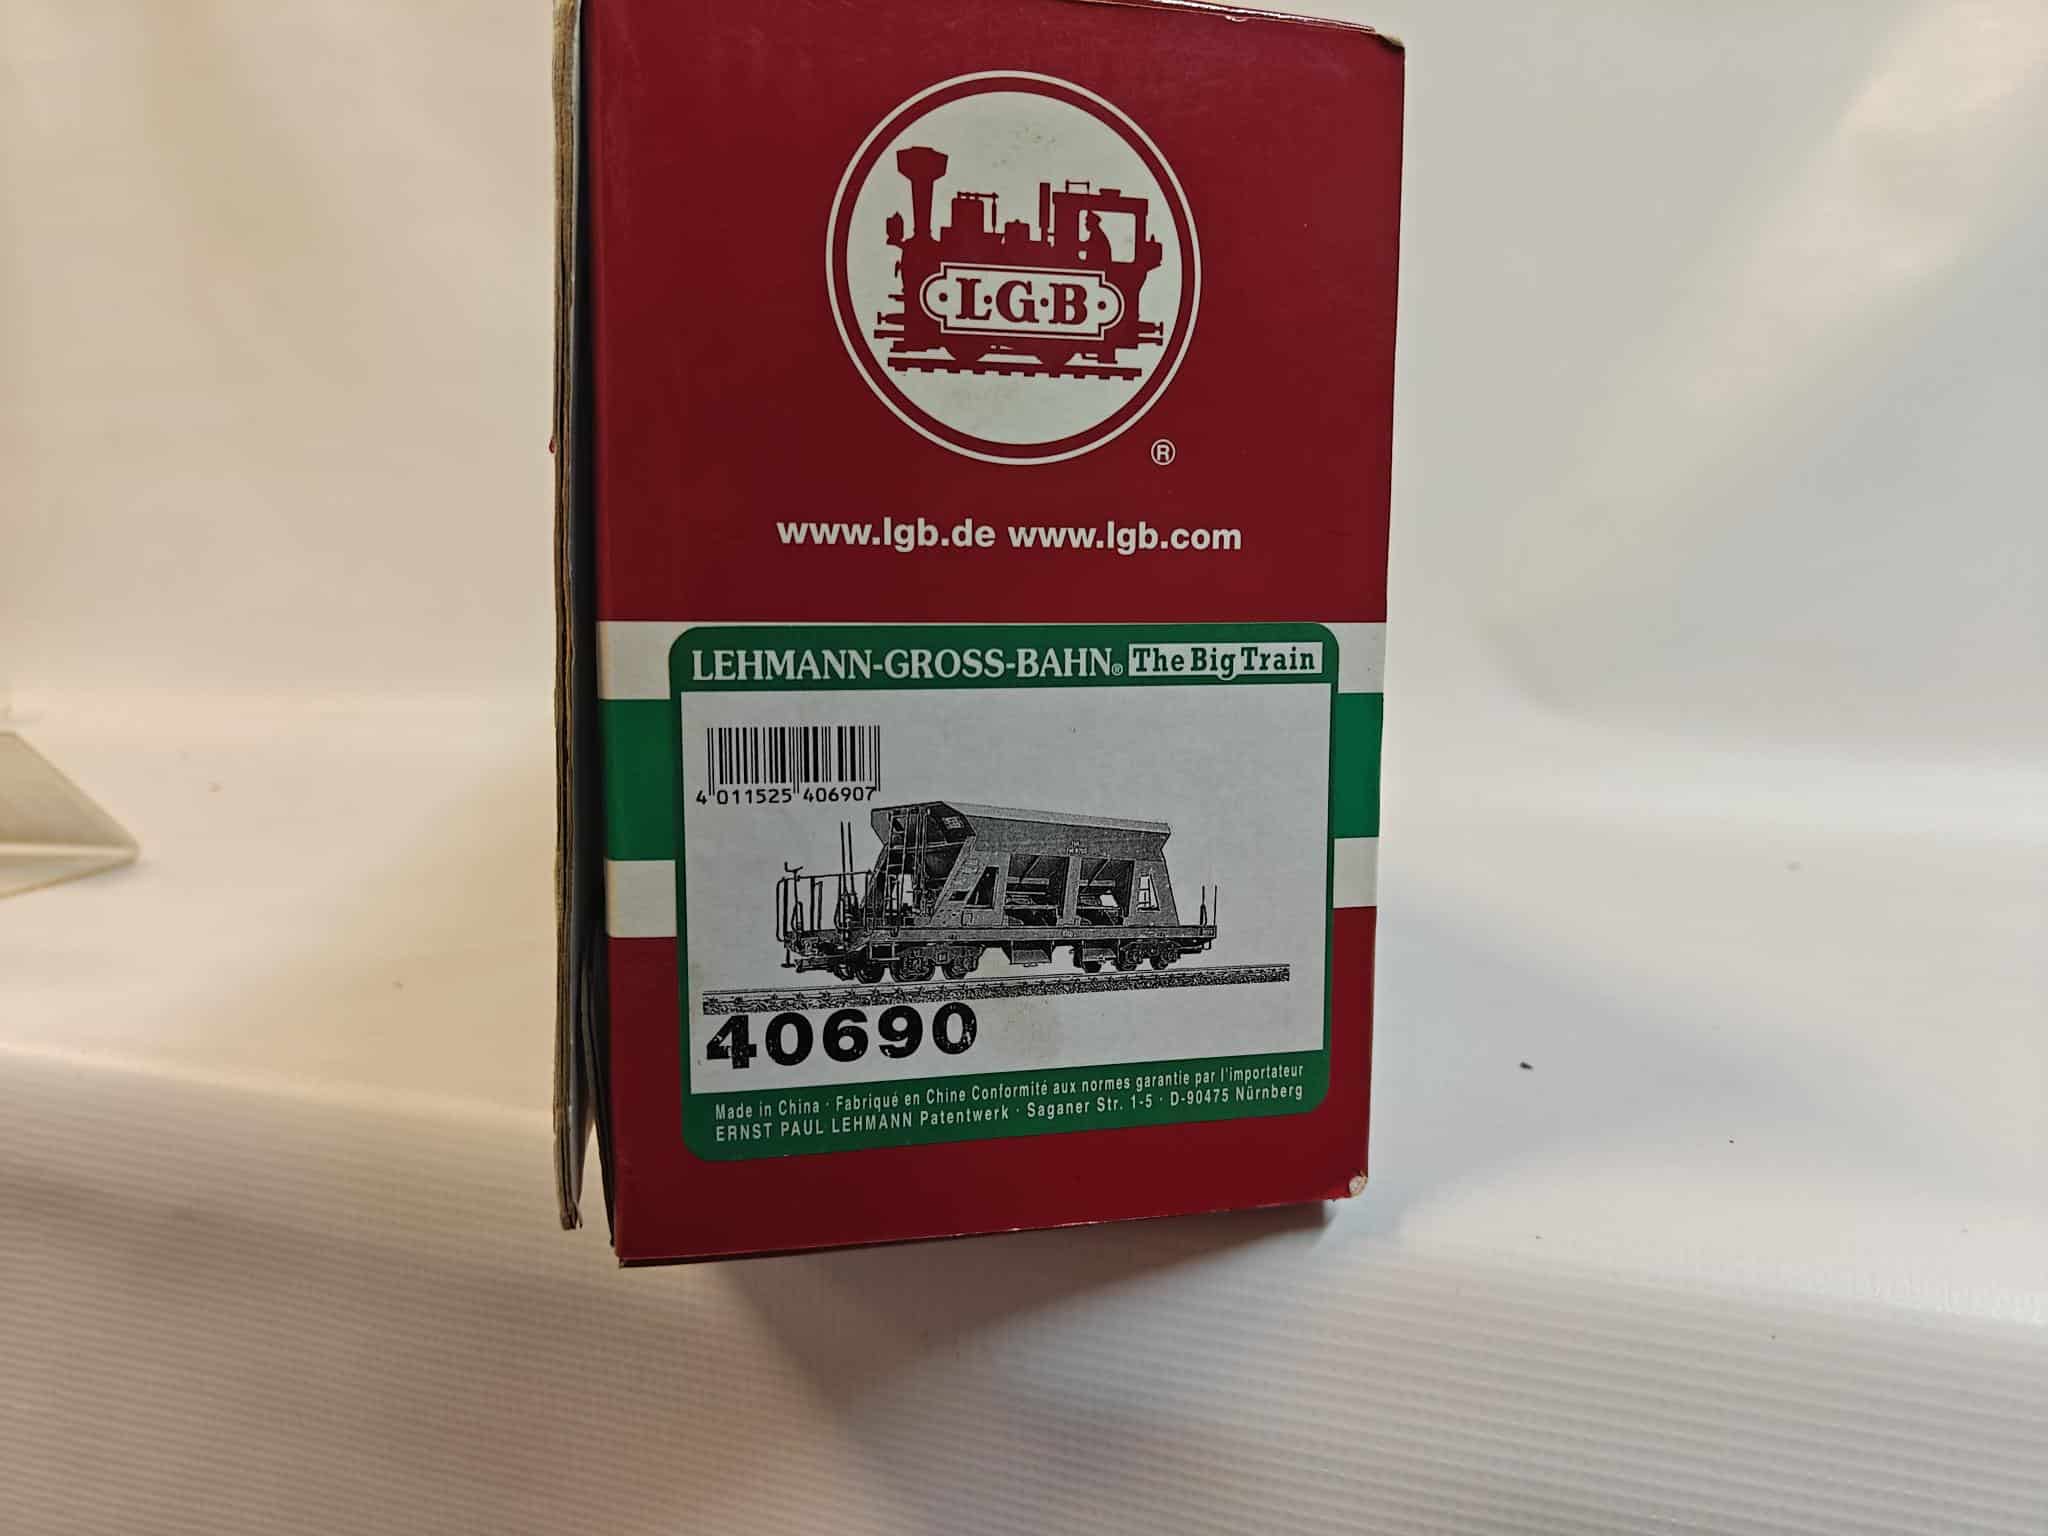 L·G·B
®
www.lgb.de www.lgb.com
LEHMANN-GROSS-BAHN® The Big Train
4 011525 406907
40690
Made in China · Fabriqué en Chine Conformité aux normes garantie par l'importateur
ERNST PAUL LEHMANN Patentwerk · Saganer Str. 1-5 · D-90475 Nürnberg